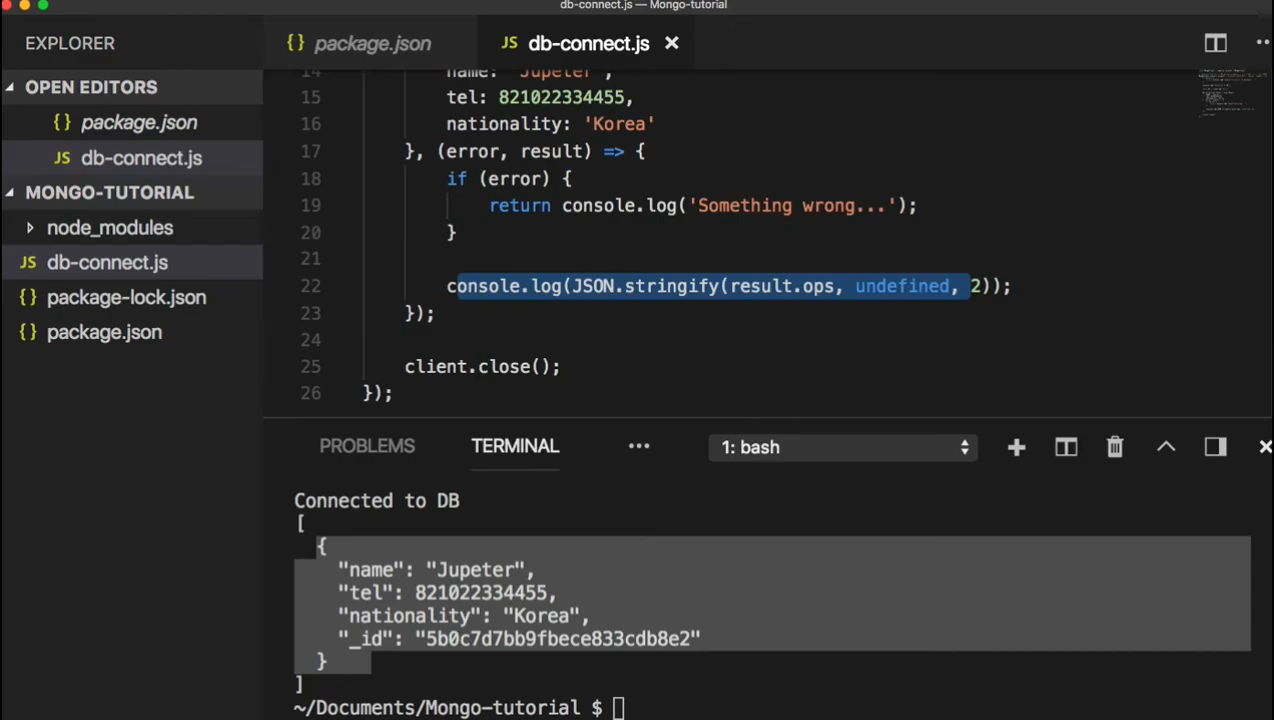 db-connect.js — Mongo-tutorial
EXPLORER
{} package.json
JS db-connect.js
OPEN EDITORS
{} package.json
JS db-connect.js
MONGO-TUTORIAL
node_modules
JS db-connect.js
{} package-lock.json
{} package.json
14 name: 'Jupeter',
15 tel: 821022334455,
16 nationality: 'Korea'
17 }, (error, result) => {
18 if (error) {
19 return console.log('Something wrong...');
20 }
21
22 console.log(JSON.stringify(result.ops, undefined, 2));
23 });
24
25 client.close();
26 });
PROBLEMS TERMINAL ••• 1: bash
Connected to DB
[
{
"name": "Jupeter",
"tel": 821022334455,
"nationality": "Korea",
"_id": "5b0c7d7bb9fbece833cdb8e2"
}
]
~/Documents/Mongo-tutorial $